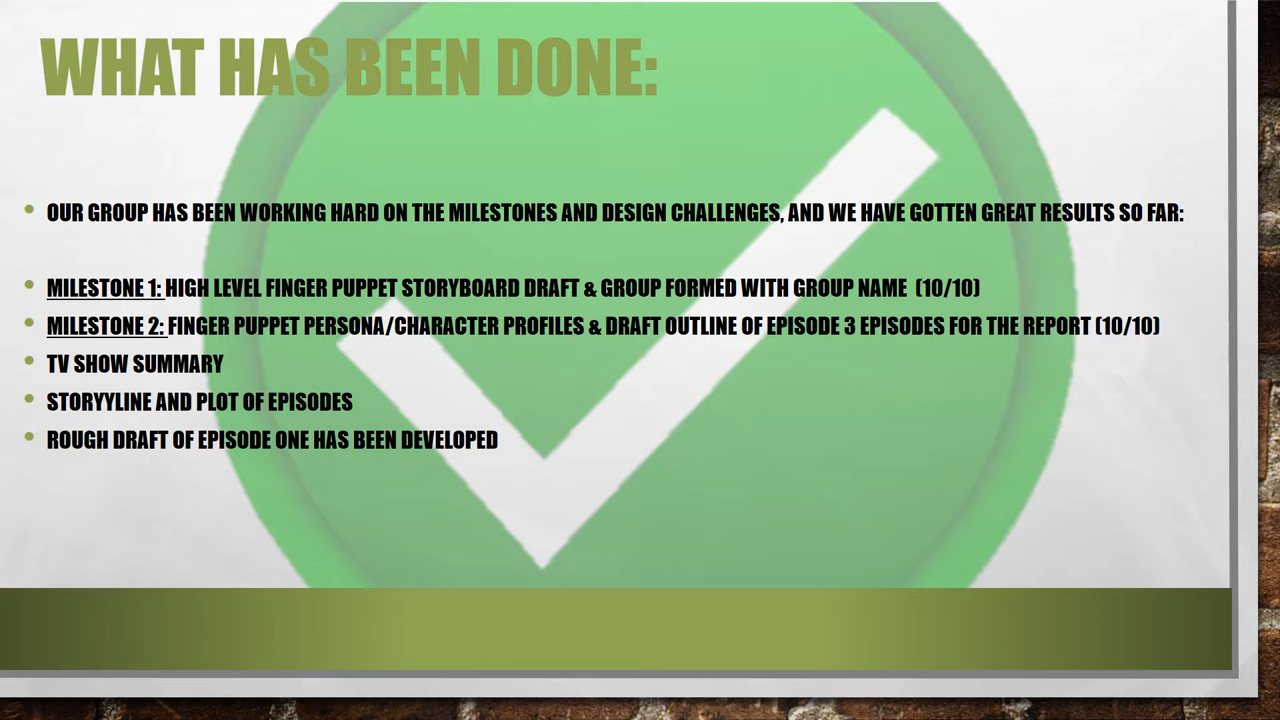 WHAT HAS BEEN DONE:
• OUR GROUP HAS BEEN WORKING HARD ON THE MILESTONES AND DESIGN CHALLENGES, AND WE HAVE GOTTEN GREAT RESULTS SO FAR:
• MILESTONE 1: HIGH LEVEL FINGER PUPPET STORYBOARD DRAFT & GROUP FORMED WITH GROUP NAME (10/10)
• MILESTONE 2: FINGER PUPPET PERSONA/CHARACTER PROFILES & DRAFT OUTLINE OF EPISODE 3 EPISODES FOR THE REPORT (10/10)
• TV SHOW SUMMARY
• STORYYLINE AND PLOT OF EPISODES
• ROUGH DRAFT OF EPISODE ONE HAS BEEN DEVELOPED